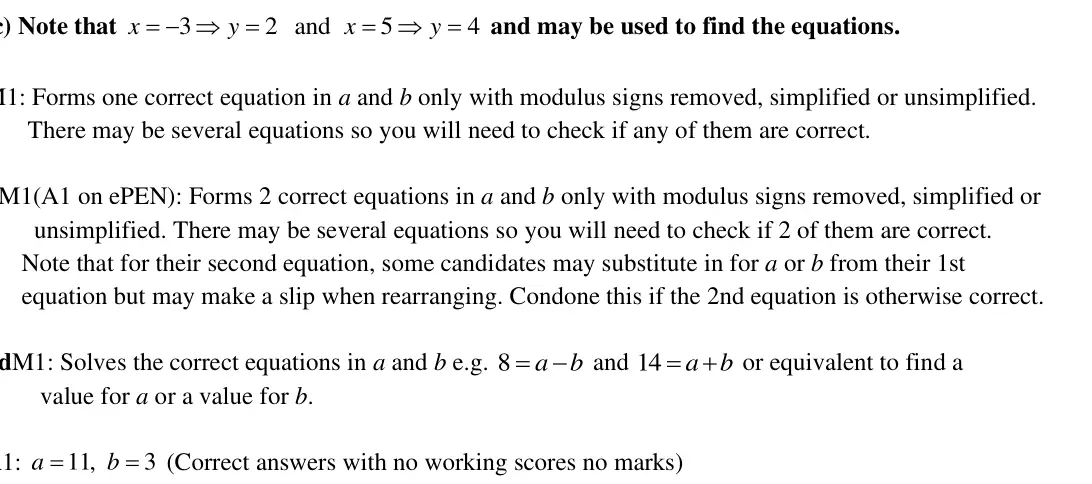 c) Note that x = –3 ⇒ y = 2 and x = 5 ⇒ y = 4 and may be used to find the equations.
M1: Forms one correct equation in a and b only with modulus signs removed, simplified or unsimplified.
There may be several equations so you will need to check if any of them are correct.
M1(A1 on ePEN): Forms 2 correct equations in a and b only with modulus signs removed, simplified or
unsimplified. There may be several equations so you will need to check if 2 of them are correct.
Note that for their second equation, some candidates may substitute in for a or b from their 1st
equation but may make a slip when rearranging. Condone this if the 2nd equation is otherwise correct.
dM1: Solves the correct equations in a and b e.g. 8 = a – b and 14 = a + b or equivalent to find a
value for a or a value for b.
1: a = 11, b = 3 (Correct answers with no working scores no marks)